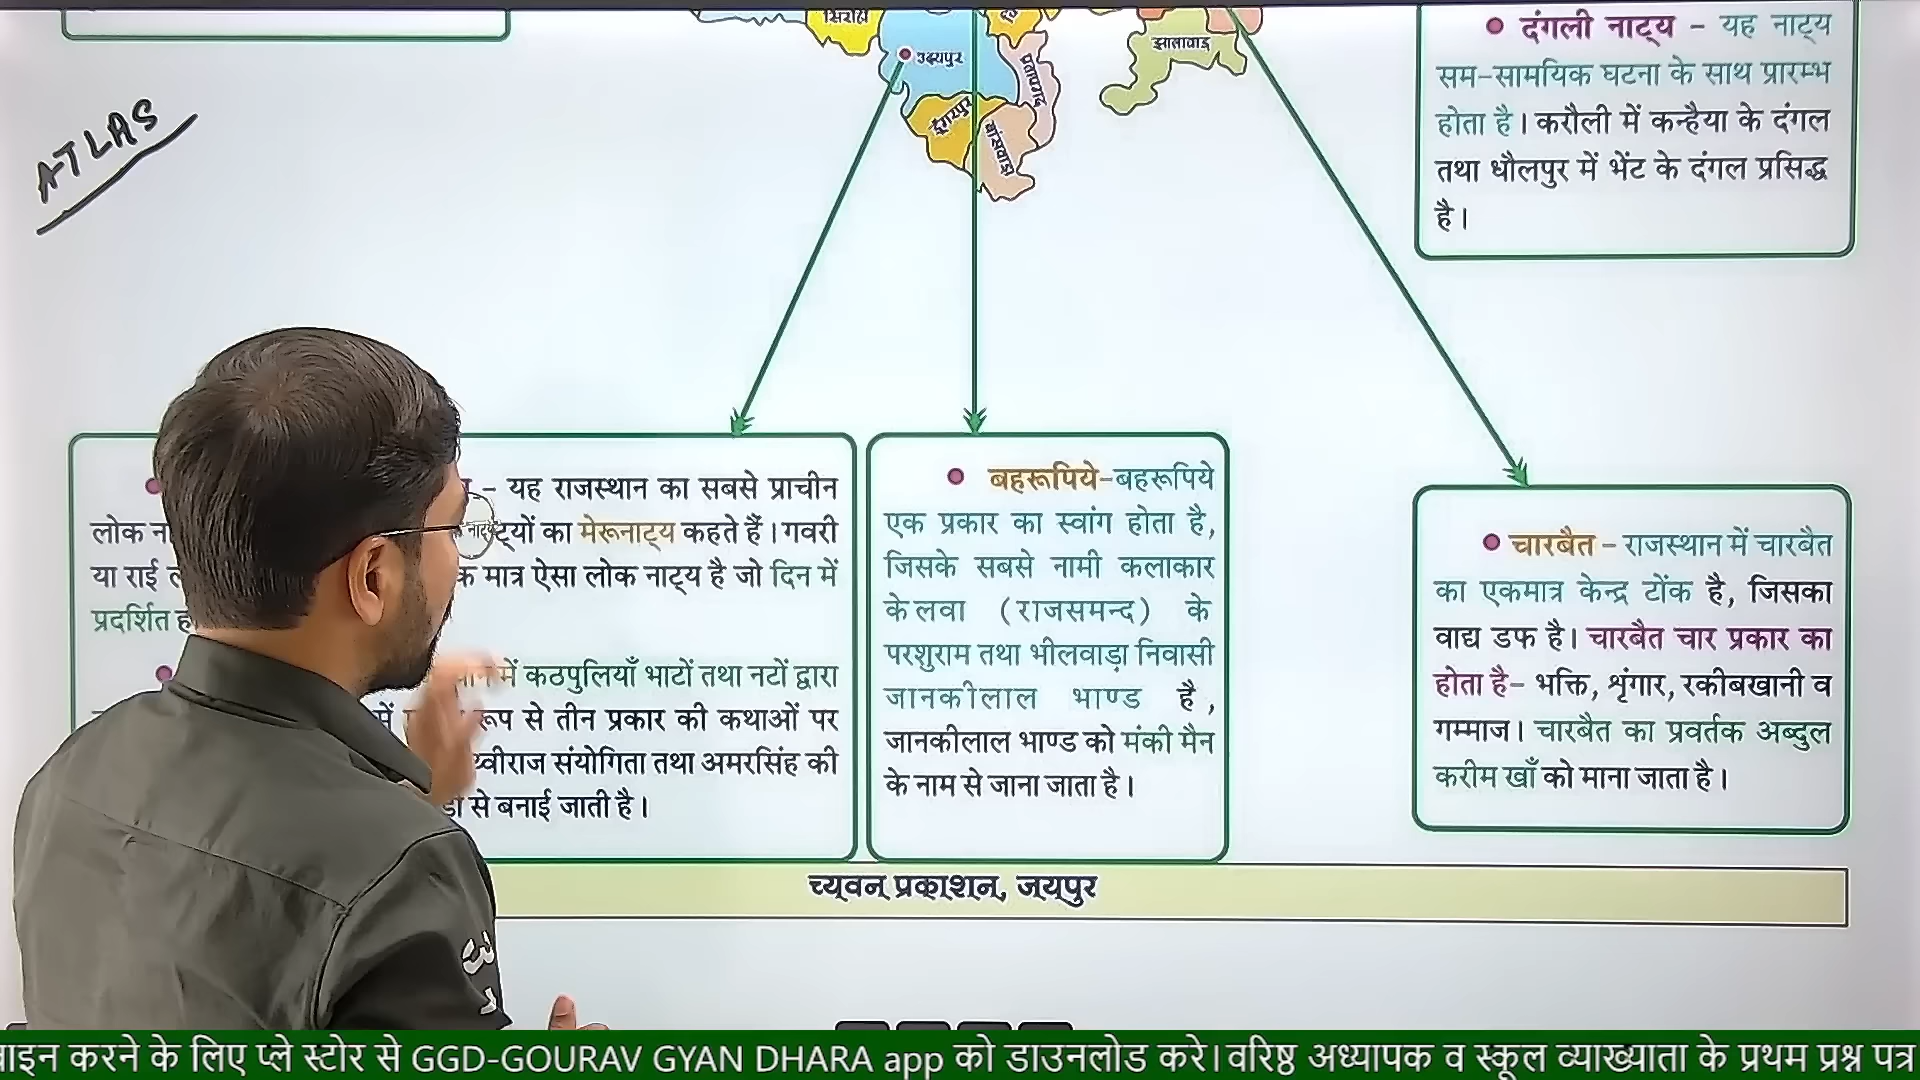 सिरोही
उदयपुर
डूंगरपुर
बांसवाड़ा
प्रतापगढ़
झालावाड़
ATLAS
दंगली नाट्य – यह नाट्य
सम-सामयिक घटना के साथ प्रारम्भ
होता है। करौली में कन्हैया के दंगल
तथा धौलपुर में भेंट के दंगल प्रसिद्ध
है।
– यह राजस्थान का सबसे प्राचीन
लोक ना ट्यों का मेरूनाट्य कहते हैं। गवरी
या राई मात्र ऐसा लोक नाट्य है जो दिन में
प्रदर्शित
में कठपुलियाँ भाटों तथा नटों द्वारा
में रूप से तीन प्रकार की कथाओं पर
थ्वीराज संयोगिता तथा अमरसिंह की
से बनाई जाती है।
बहरूपिये–बहरूपिये
एक प्रकार का स्वांग होता है,
जिसके सबसे नामी कलाकार
केलवा (राजसमन्द) के
परशुराम तथा भीलवाड़ा निवासी
जानकीलाल भाण्ड है,
जानकीलाल भाण्ड को मंकी मैन
के नाम से जाना जाता है।
चारबैत – राजस्थान में चारबैत
का एकमात्र केन्द्र टोंक है, जिसका
वाद्य डफ है। चारबैत चार प्रकार का
होता है– भक्ति, शृंगार, रकीबखानी व
गम्माज। चारबैत का प्रवर्तक अब्दुल
करीम खाँ को माना जाता है।
च्यवन प्रकाशन, जयपुर
करने के लिए प्ले स्टोर से GGD-GOURAV GYAN DHARA app को डाउनलोड करे। वरिष्ठ अध्यापक व स्कूल व्याख्याता के प्रथम प्रश्न पत्र